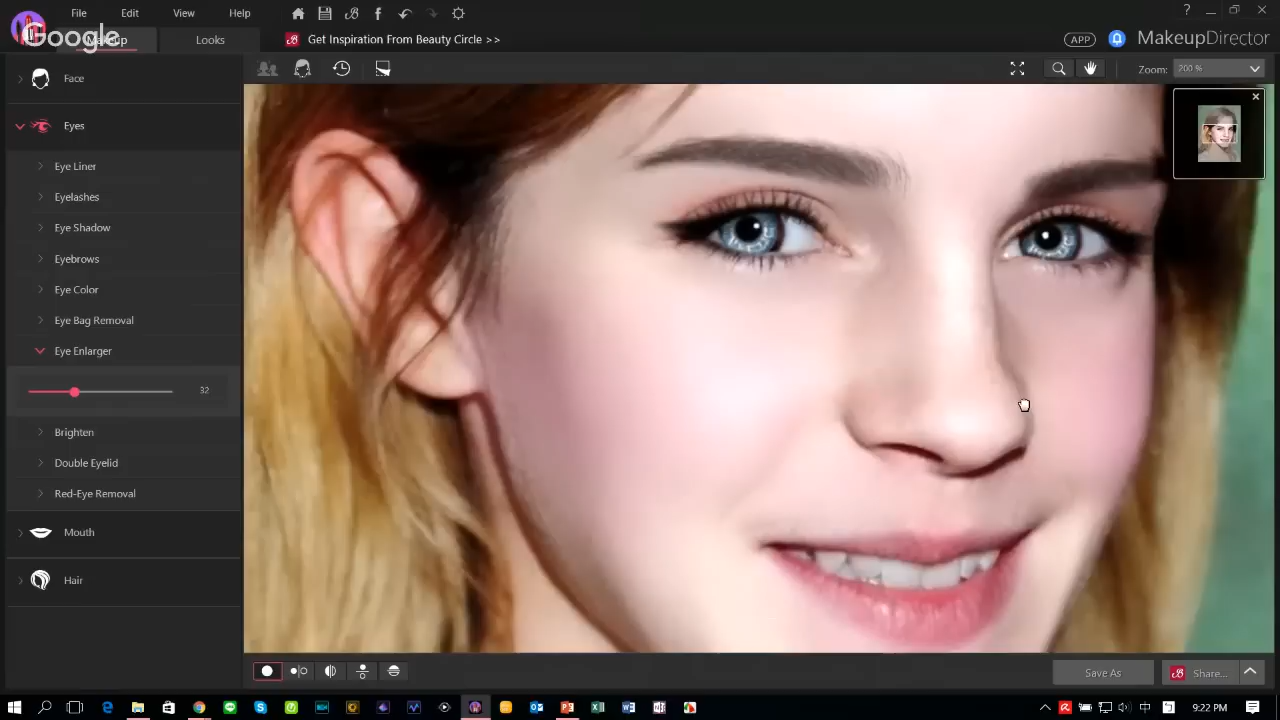 File Edit View Help
Google
Looks
Get Inspiration From Beauty Circle >>
APP
MakeupDirector
Zoom: 200 %
Face
Eyes
Eye Liner
Eyelashes
Eye Shadow
Eyebrows
Eye Color
Eye Bag Removal
Eye Enlarger
32
Brighten
Double Eyelid
Red-Eye Removal
Mouth
Hair
Save As
Share...
中
9:22 PM